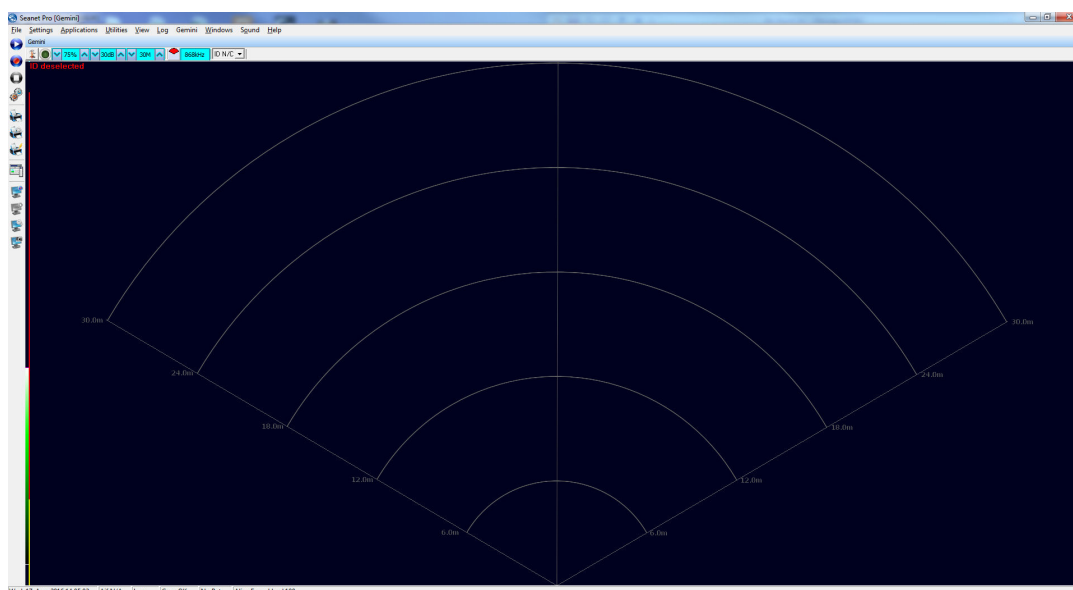 Seanet Pro [Gemini]
File Settings Applications Utilities View Log Gemini Windows Sound Help
Gemini
75% 30dB 30M 868kHz ID N/C
ID deselected
30.0m 30.0m
24.0m 24.0m
18.0m 18.0m
12.0m 12.0m
6.0m 6.0m